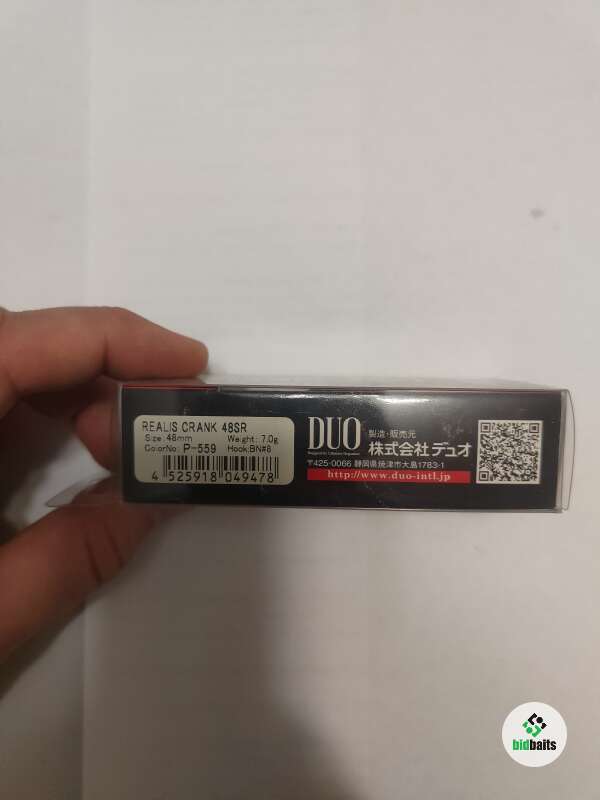 REALIS CRANK 48SR
Size: 48mm Weight: 7.0g
ColorNo: P-559 Hook:BN#8
4 525918 049478
DUO
製造・販売元
株式会社デュオ
〒425-0066 静岡県焼津市大島1783-1
http://www.duo-intl.jp
bidbaits